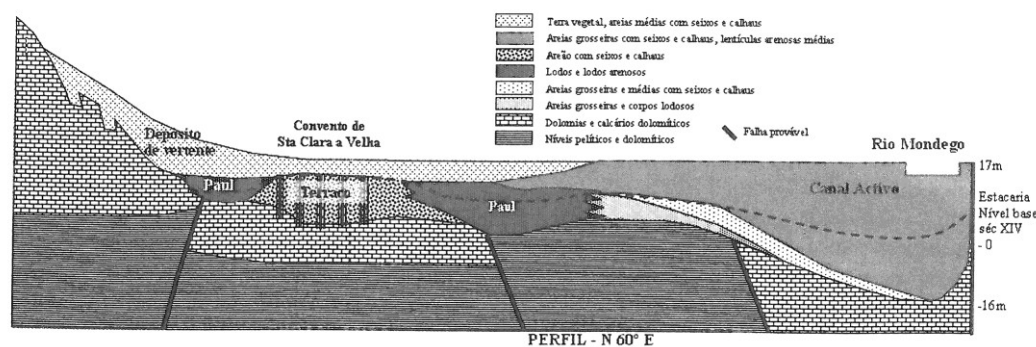 Terra vegetal, areias médias com seixos e calhaus
Areias grosseiras com seixos e calhaus, lentículas arenosas médias
Areão com seixos e calhaus
Lodos e lodos arenosos
Areias grosseiras e médias com seixos e calhaus
Areias grosseiras e corpos lodosos
Dolomias e calcários dolomíticos
Níveis pelíticos e dolomíticos
Falha provável
Convento de
Sta Clara a Velha
Depósito
de vertente
Rio Mondego
17m
Paul
Terraço
Canal Activo
Paul
Estacaria
Nível base
séc XIV
- 0
-16m
PERFIL - N 60° E